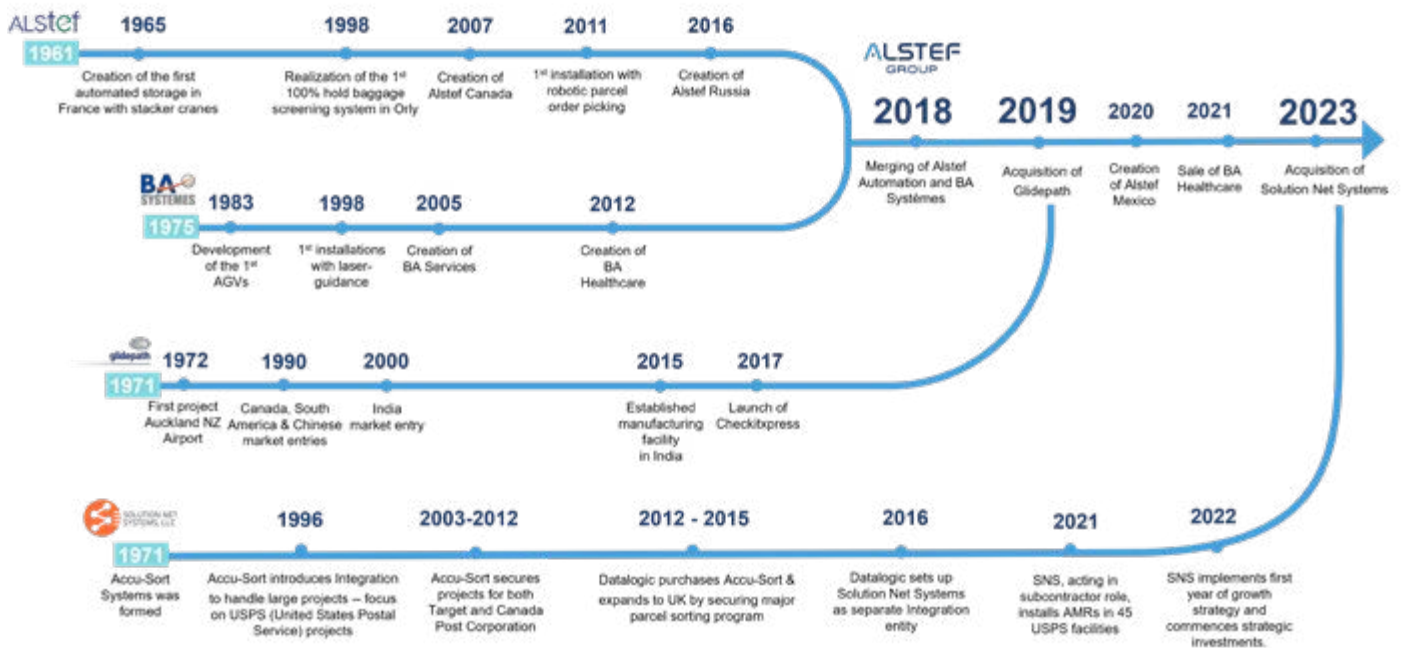 ALStef
1961
1965
Creation of the first
automated storage in
France with stacker cranes
1998
Realization of the 1st
100% hold baggage
screening system in Orly
2007
Creation of
Alstef Canada
2011
1st installation with
robotic parcel
order picking
2016
Creation of
Alstef Russia
ALSTEF
GROUP
2018
Merging of Alstef
Automation and BA
Systèmes
2019
Acquisition of
Glidepath
2020
Creation
of Alstef
Mexico
2021
Sale of BA
Healthcare
2023
Acquisition of
Solution Net Systems
BA
SYSTEMES
1975
1983
Development
of the 1st
AGVs
1998
1st installations
with laser-
guidance
2005
Creation of
BA Services
2012
Creation of
BA
Healthcare
glidepath
1971
1972
First project
Auckland NZ
Airport
1990
Canada, South
America & Chinese
market entries
2000
India
market entry
2015
Established
manufacturing
facility
in India
2017
Launch of
Checkitxpress
SOLUTION NET
SYSTEMS, LLC
1971
Accu-Sort
Systems was
formed
1996
Accu-Sort introduces Integration
to handle large projects – focus
on USPS (United States Postal
Service) projects
2003-2012
Accu-Sort secures
projects for both
Target and Canada
Post Corporation
2012 - 2015
Datalogic purchases Accu-Sort &
expands to UK by securing major
parcel sorting program
2016
Datalogic sets up
Solution Net Systems
as separate Integration
entity
2021
SNS, acting in
subcontractor role,
installs AMRs in 45
USPS facilities
2022
SNS implements first
year of growth
strategy and
commences strategic
investments.